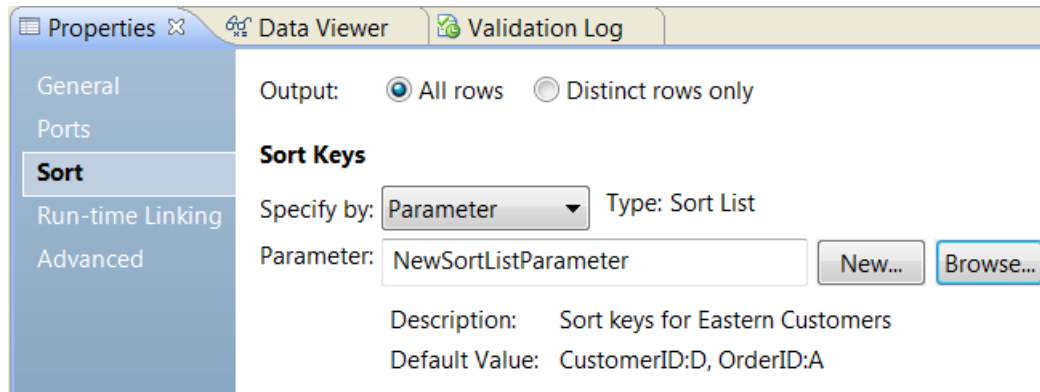 Properties Data Viewer Validation Log
General
Output: All rows Distinct rows only
Ports
Sort Keys
Sort
Specify by: Parameter Type: Sort List
Run-time Linking
Parameter: NewSortListParameter New... Browse...
Advanced
Description: Sort keys for Eastern Customers
Default Value: CustomerID:D, OrderID:A